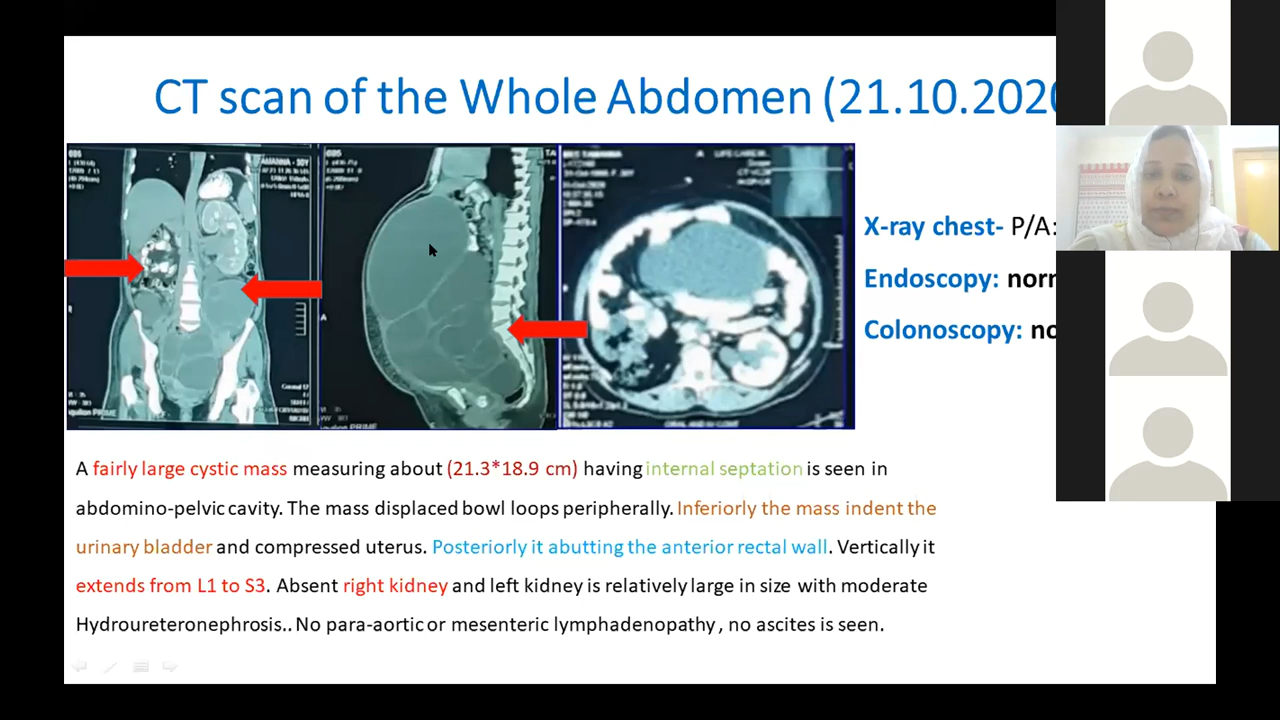 CT scan of the Whole Abdomen (21.10.2020
X-ray chest- P/A:
Endoscopy: norm
Colonoscopy: no
A fairly large cystic mass measuring about (21.3*18.9 cm) having internal septation is seen in
abdomino-pelvic cavity. The mass displaced bowl loops peripherally. Inferiorly the mass indent the
urinary bladder and compressed uterus. Posteriorly it abutting the anterior rectal wall. Vertically it
extends from L1 to S3. Absent right kidney and left kidney is relatively large in size with moderate
Hydroureteronephrosis.. No para-aortic or mesenteric lymphadenopathy , no ascites is seen.